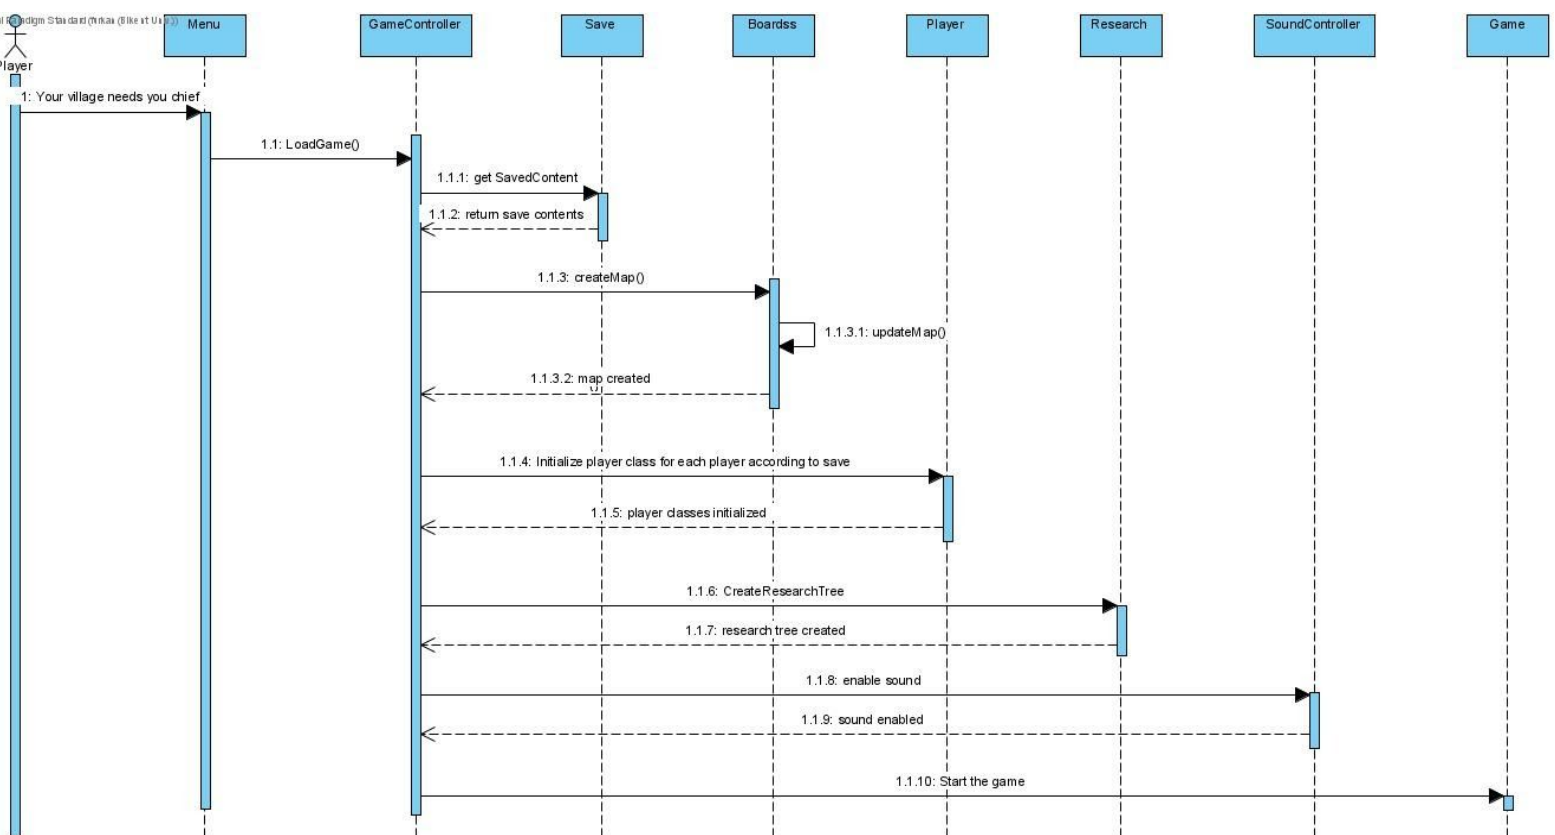 Paradigm Standard
Menu
GameController
Save
Boardss
Player
Research
SoundController
Game
Player
1: Your village needs you chief
1.1: LoadGame()
1.1.1: get SavedContent
1.1.2: return save contents
1.1.3: createMap()
1.1.3.1: updateMap()
1.1.3.2: map created
()
1.1.4: Initialize player class for each player according to save
1.1.5: player classes initialized
1.1.6: CreateResearchTree
1.1.7: research tree created
1.1.8: enable sound
1.1.9: sound enabled
1.1.10: Start the game